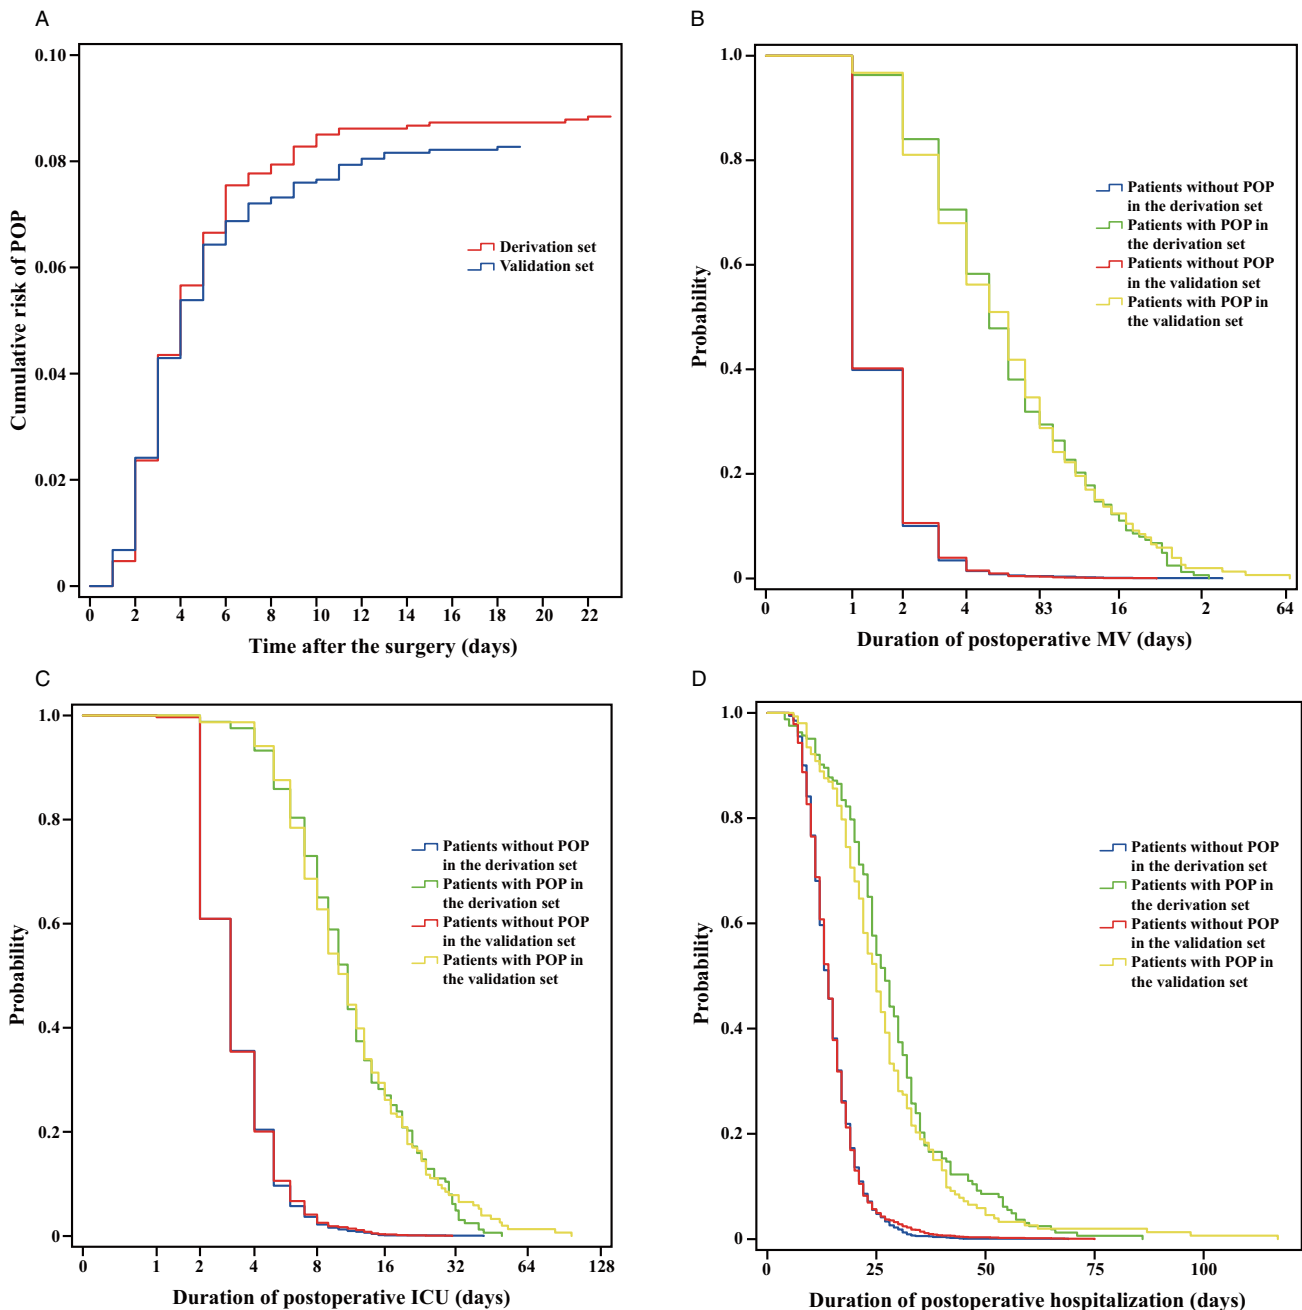 A
0.10
0.08
0.06
0.04
0.02
0
Cumulative risk of POP
Derivation set
Validation set
0 2 4 6 8 10 12 14 16 18 20 22
Time after the surgery (days)
B
1.0
0.8
0.6
0.4
0.2
0
Probability
Patients without POP
in the derivation set
Patients with POP in
the derivation set
Patients without POP
in the validation set
Patients with POP in
the validation set
0 1 2 4 83 16 2 64
Duration of postoperative MV (days)
C
1.0
0.8
0.6
0.4
0.2
0
Probability
Patients without POP
in the derivation set
Patients with POP in
the derivation set
Patients without POP
in the validation set
Patients with POP in
the validation set
0 1 2 4 8 16 32 64 128
Duration of postoperative ICU (days)
D
1.0
0.8
0.6
0.4
0.2
0
Probability
Patients without POP
in the derivation set
Patients with POP in
the derivation set
Patients without POP
in the validation set
Patients with POP in
the validation set
0 25 50 75 100
Duration of postoperative hospitalization (days)